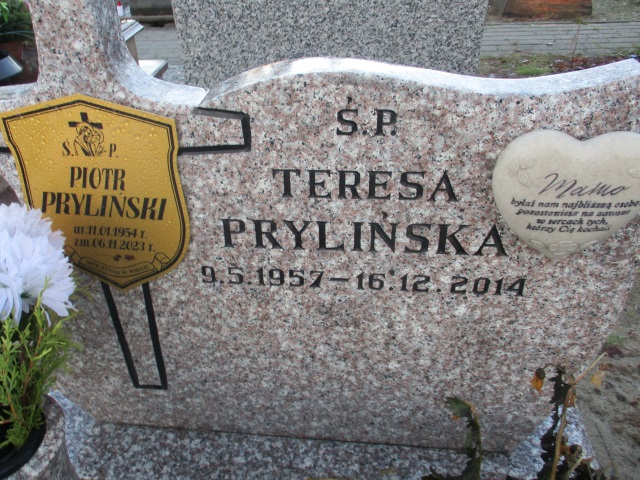 Ś. P.
PIOTR
PRYLIŃSKI
ur. 11.01.1954 r.
zm. 06.11.2023 r.
Ś.P.
TERESA
PRYLIŃSKA
9.5.1957-16.12.2014
Mamo
byłaś nam najbliższą osobą
pozostaniesz na zawsze
w sercach tych,
którzy Cię kochali